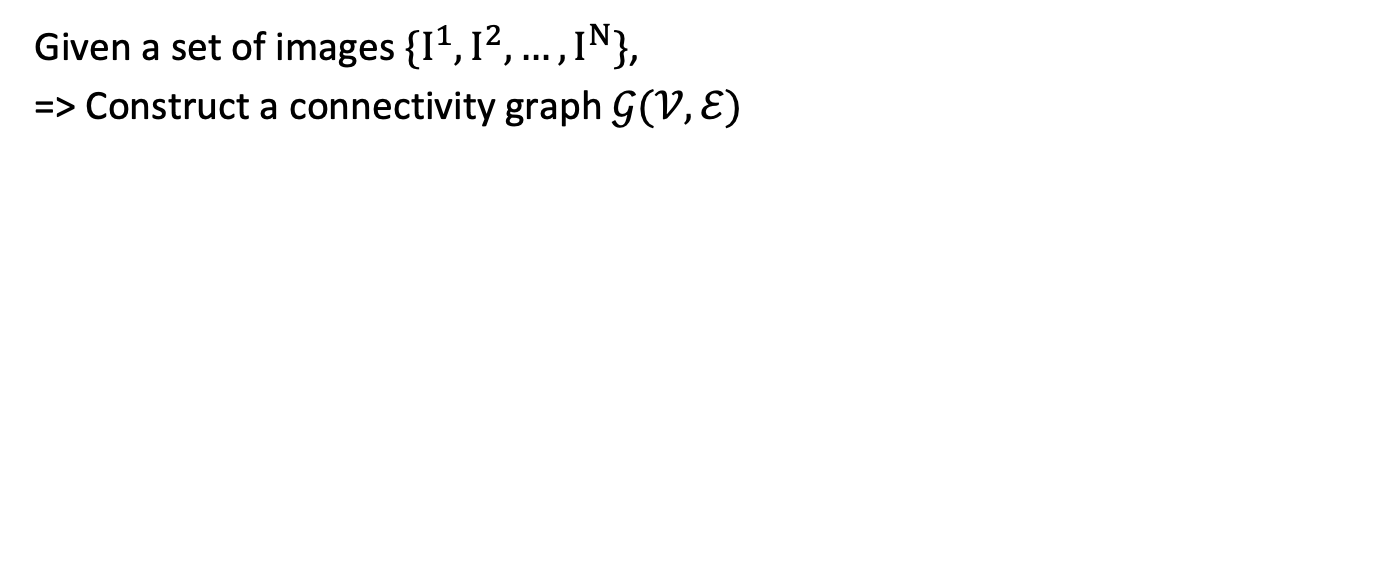 Given a set of images {I¹, I², … , Iᴺ},
=> Construct a connectivity graph 𝒢(𝒱, ℰ)